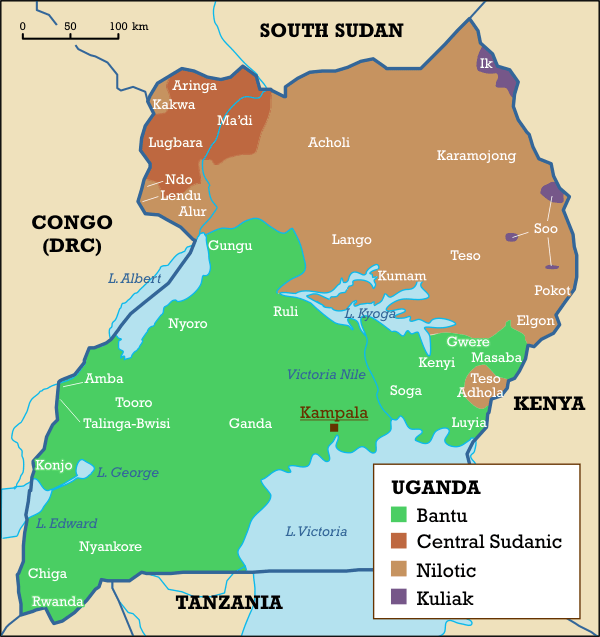 0 50 100 km
SOUTH SUDAN
Ik
Aringa
Kakwa
Ma'di
Lugbara
Acholi
Karamojong
Ndo
Lendu
Alur
CONGO
(DRC)
Soo
Gungu
Lango
Teso
L. Albert
Kumam
Pokot
Ruli
L. Kyoga
Nyoro
Elgon
Gwere
Kenyi
Masaba
Victoria Nile
Amba
Teso
Adhola
Tooro
Soga
KENYA
Talinga-Bwisi
Ganda
Kampala
Luyia
Konjo
L. George
UGANDA
Bantu
L. Edward
L. Victoria
Central Sudanic
Nyankore
Nilotic
Chiga
Kuliak
Rwanda
TANZANIA